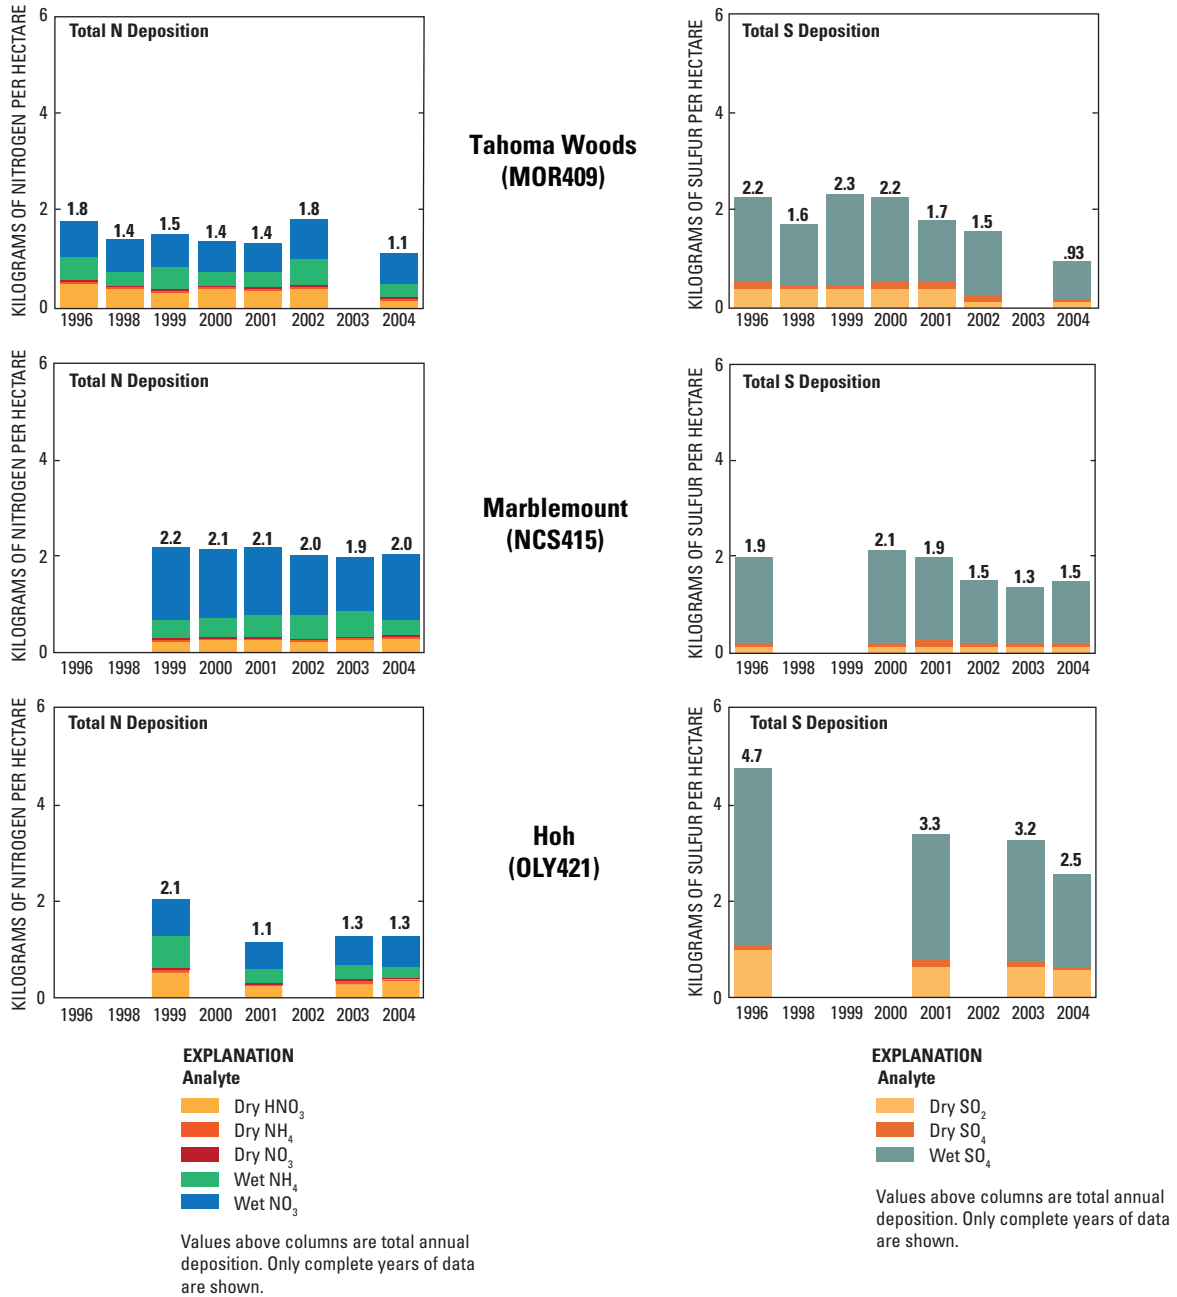 KILOGRAMS OF NITROGEN PER HECTARE
Total N Deposition
6
4
2
0
1.8
1.4
1.5
1.4
1.4
1.8
1.1
1996 1998 1999 2000 2001 2002 2003 2004
Tahoma Woods
(MOR409)
KILOGRAMS OF SULFUR PER HECTARE
Total S Deposition
6
4
2
0
2.2
1.6
2.3
2.2
1.7
1.5
.93
1996 1998 1999 2000 2001 2002 2003 2004
KILOGRAMS OF NITROGEN PER HECTARE
Total N Deposition
6
4
2
0
2.2
2.1
2.1
2.0
1.9
2.0
1996 1998 1999 2000 2001 2002 2003 2004
Marblemount
(NCS415)
KILOGRAMS OF SULFUR PER HECTARE
Total S Deposition
6
4
2
0
1.9
2.1
1.9
1.5
1.3
1.5
1996 1998 1999 2000 2001 2002 2003 2004
KILOGRAMS OF NITROGEN PER HECTARE
Total N Deposition
6
4
2
0
2.1
1.1
1.3
1.3
1996 1998 1999 2000 2001 2002 2003 2004
Hoh
(OLY421)
KILOGRAMS OF SULFUR PER HECTARE
Total S Deposition
6
4
2
0
4.7
3.3
3.2
2.5
1996 1998 1999 2000 2001 2002 2003 2004
EXPLANATION
Analyte
Dry HNO₃
Dry NH₄
Dry NO₃
Wet NH₄
Wet NO₃
Values above columns are total annual
deposition. Only complete years of data
are shown.
EXPLANATION
Analyte
Dry SO₂
Dry SO₄
Wet SO₄
Values above columns are total annual
deposition. Only complete years of data
are shown.